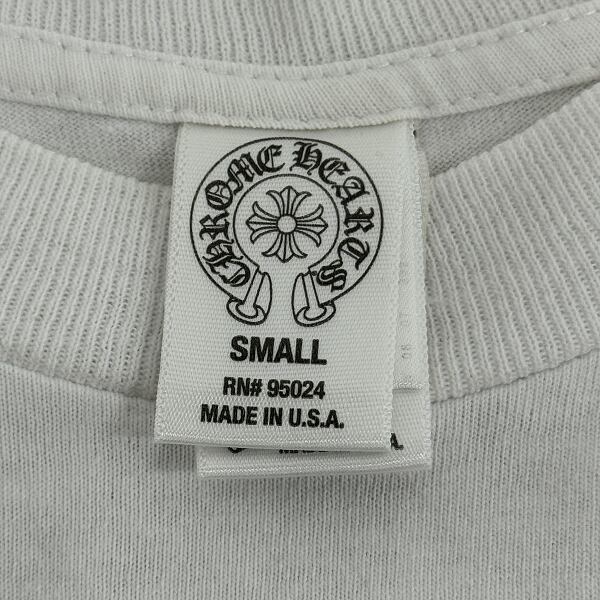 CHROME HEARTS
SMALL
RN# 95024
MADE IN U.S.A.